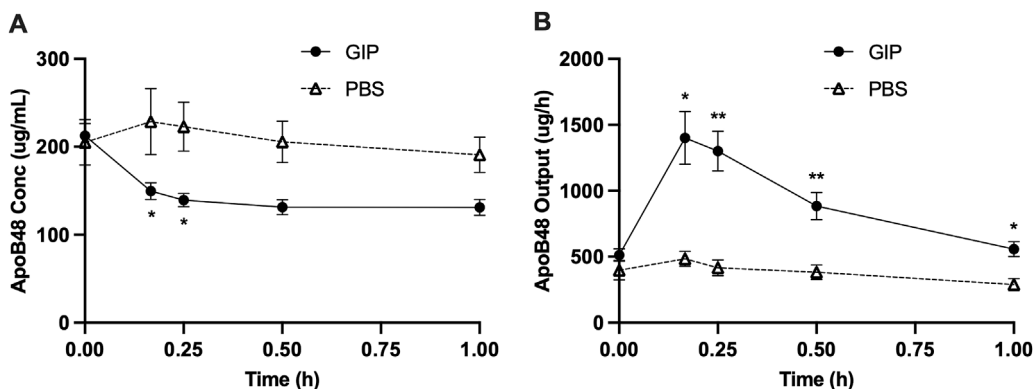 A
GIP
PBS
ApoB48 Conc (ug/mL)
300
200
100
0
*
*
0.00
0.25
0.50
0.75
1.00
Time (h)
B
GIP
PBS
ApoB48 Output (ug/h)
2000
1500
1000
500
0
*
**
**
*
0.00
0.25
0.50
0.75
1.00
Time (h)